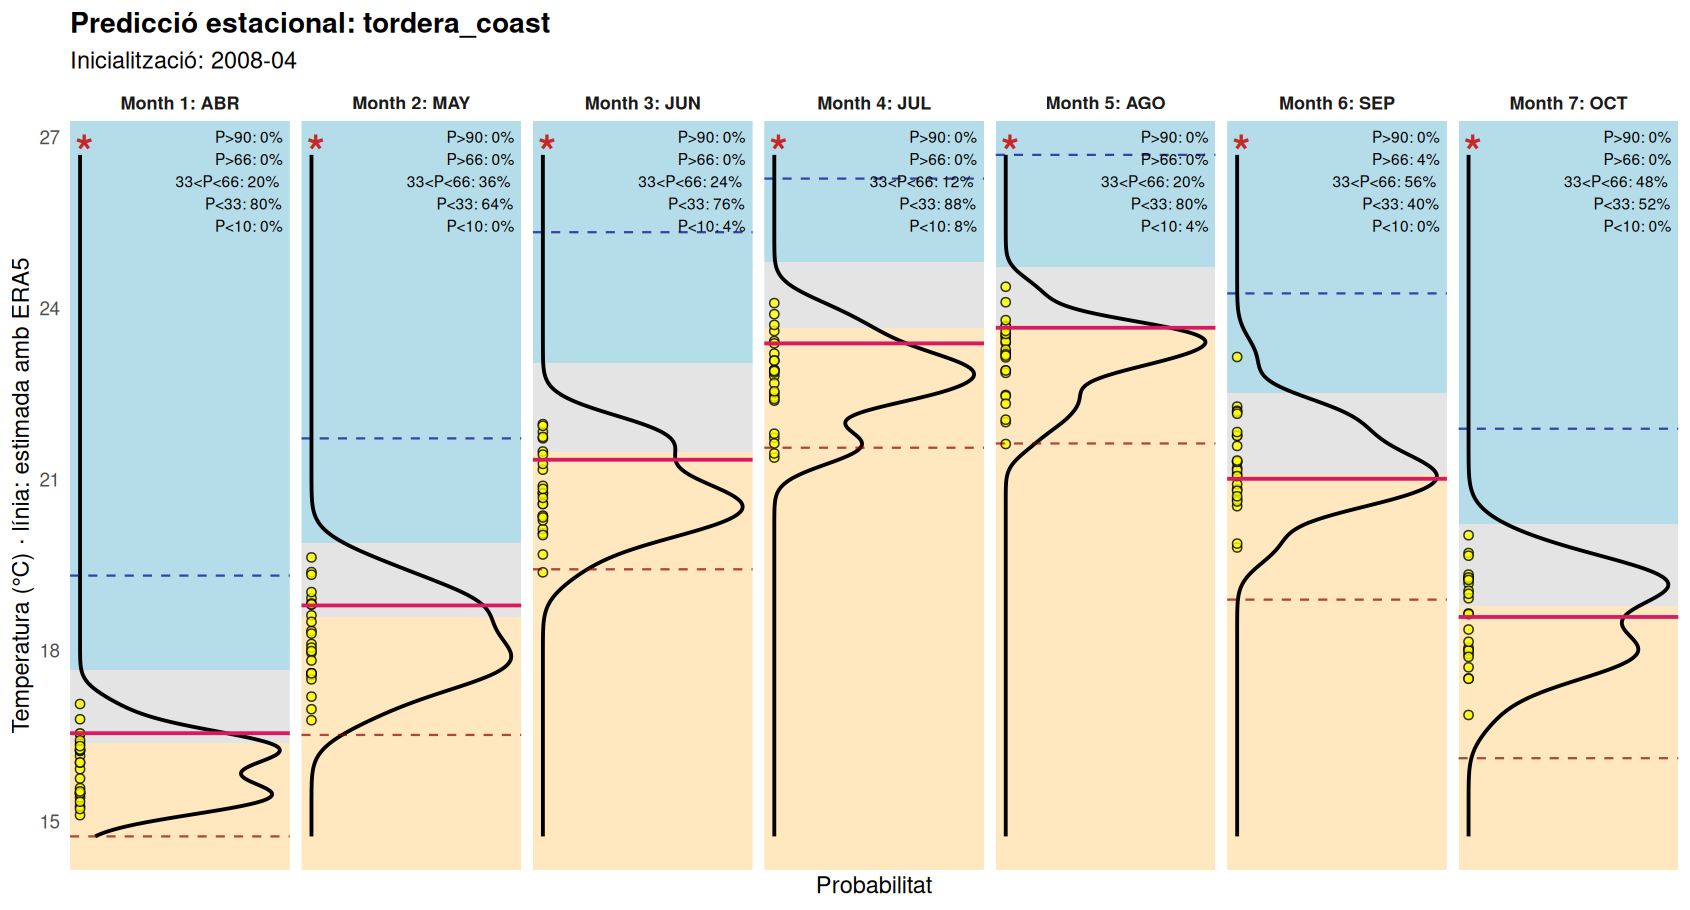 Predicció estacional: tordera_coast
Inicialització: 2008-04
Month 1: ABR
Month 2: MAY
Month 3: JUN
Month 4: JUL
Month 5: AGO
Month 6: SEP
Month 7: OCT
*
P>90: 0%
P>66: 0%
33<P<66: 20%
P<33: 80%
P<10: 0%
*
P>90: 0%
P>66: 0%
33<P<66: 36%
P<33: 64%
P<10: 0%
*
P>90: 0%
P>66: 0%
33<P<66: 24%
P<33: 76%
P<10: 4%
*
P>90: 0%
P>66: 0%
33<P<66: 12%
P<33: 88%
P<10: 8%
*
P>90: 0%
P>66: 0%
33<P<66: 20%
P<33: 80%
P<10: 4%
*
P>90: 0%
P>66: 4%
33<P<66: 56%
P<33: 40%
P<10: 0%
*
P>90: 0%
P>66: 0%
33<P<66: 48%
P<33: 52%
P<10: 0%
27
24
21
18
15
Temperatura (°C) · línia: estimada amb ERA5
Probabilitat